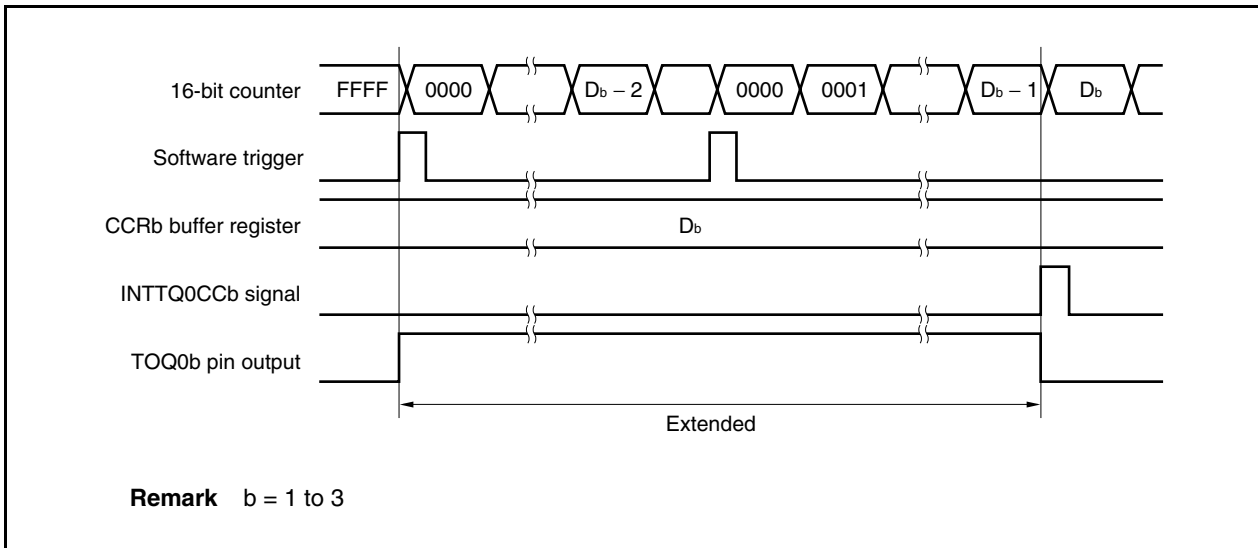 16-bit counter FFFF 0000 Db − 2 0000 0001 Db − 1 Db
Software trigger
CCRb buffer register Db
INTTQ0CCb signal
TOQ0b pin output
Extended
Remark b = 1 to 3